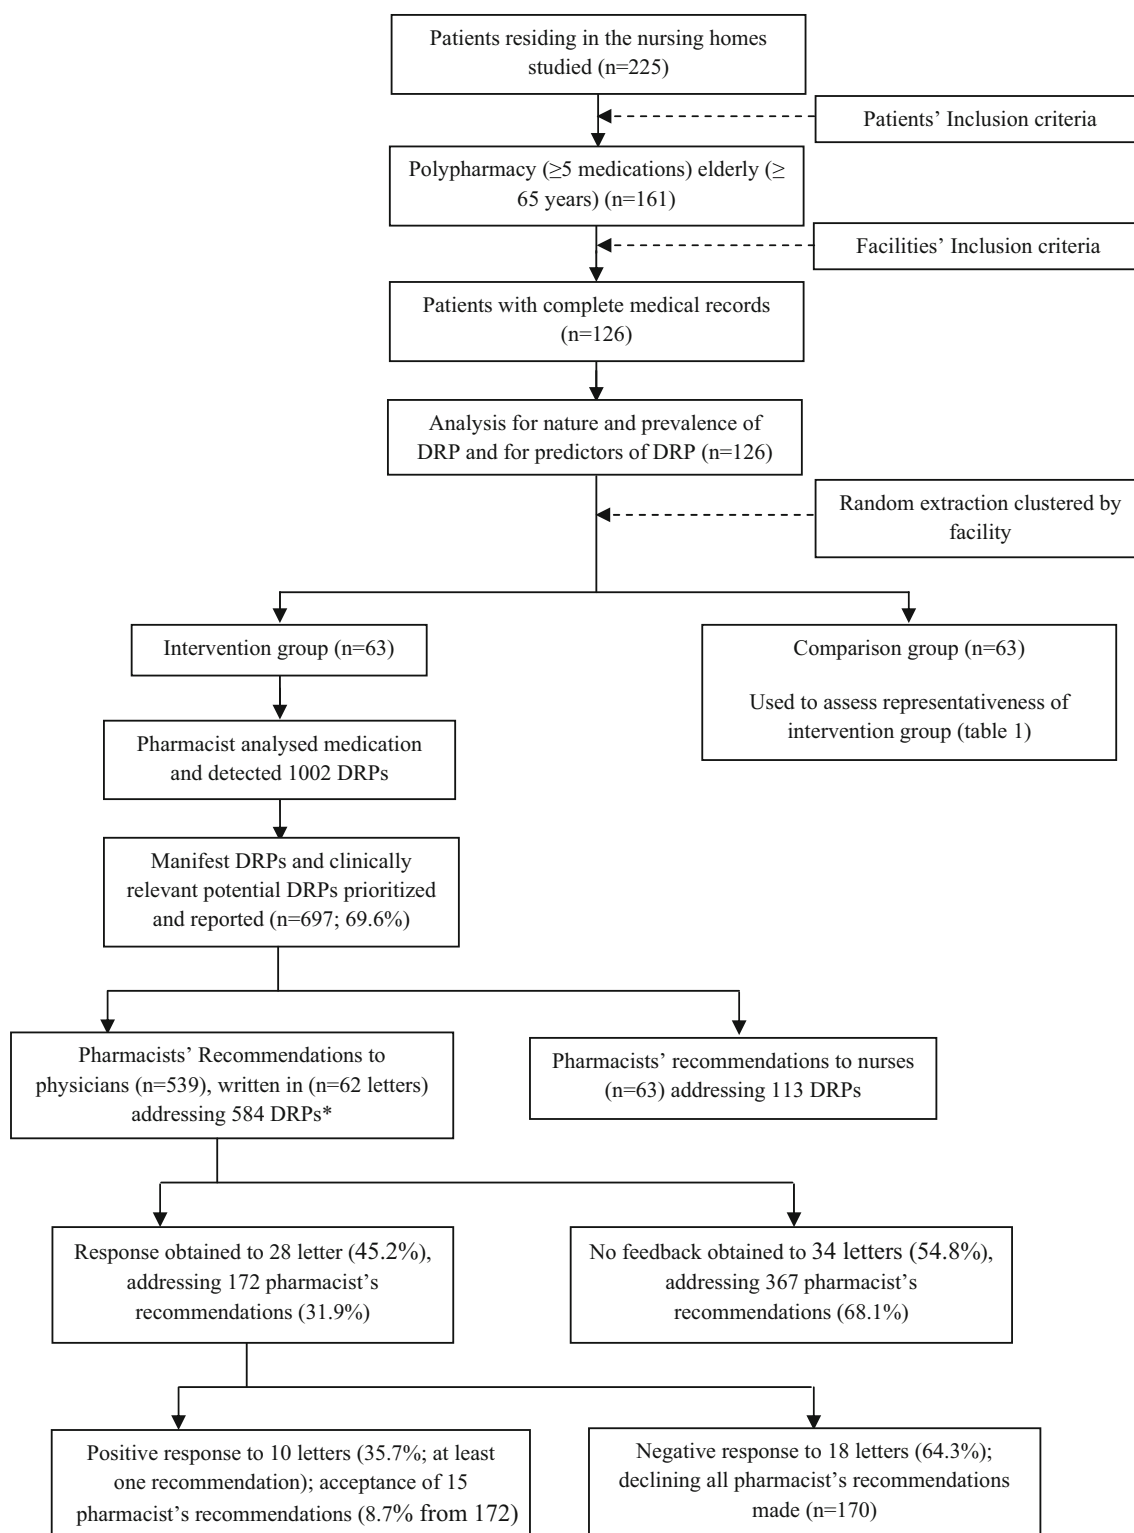 Patients residing in the nursing homes
studied (n=225)
Patients’ Inclusion criteria
Polypharmacy (≥5 medications) elderly (≥
65 years) (n=161)
Facilities’ Inclusion criteria
Patients with complete medical records
(n=126)
Analysis for nature and prevalence of
DRP and for predictors of DRP (n=126)
Random extraction clustered by
facility
Intervention group (n=63)
Comparison group (n=63)
Used to assess representativeness of
intervention group (table 1)
Pharmacist analysed medication
and detected 1002 DRPs
Manifest DRPs and clinically
relevant potential DRPs prioritized
and reported (n=697; 69.6%)
Pharmacists’ Recommendations to
physicians (n=539), written in (n=62 letters)
addressing 584 DRPs*
Pharmacists’ recommendations to nurses
(n=63) addressing 113 DRPs
Response obtained to 28 letter (45.2%),
addressing 172 pharmacist’s
recommendations (31.9%)
No feedback obtained to 34 letters (54.8%),
addressing 367 pharmacist’s
recommendations (68.1%)
Positive response to 10 letters (35.7%; at least
one recommendation); acceptance of 15
pharmacist’s recommendations (8.7% from 172)
Negative response to 18 letters (64.3%);
declining all pharmacist’s recommendations
made (n=170)